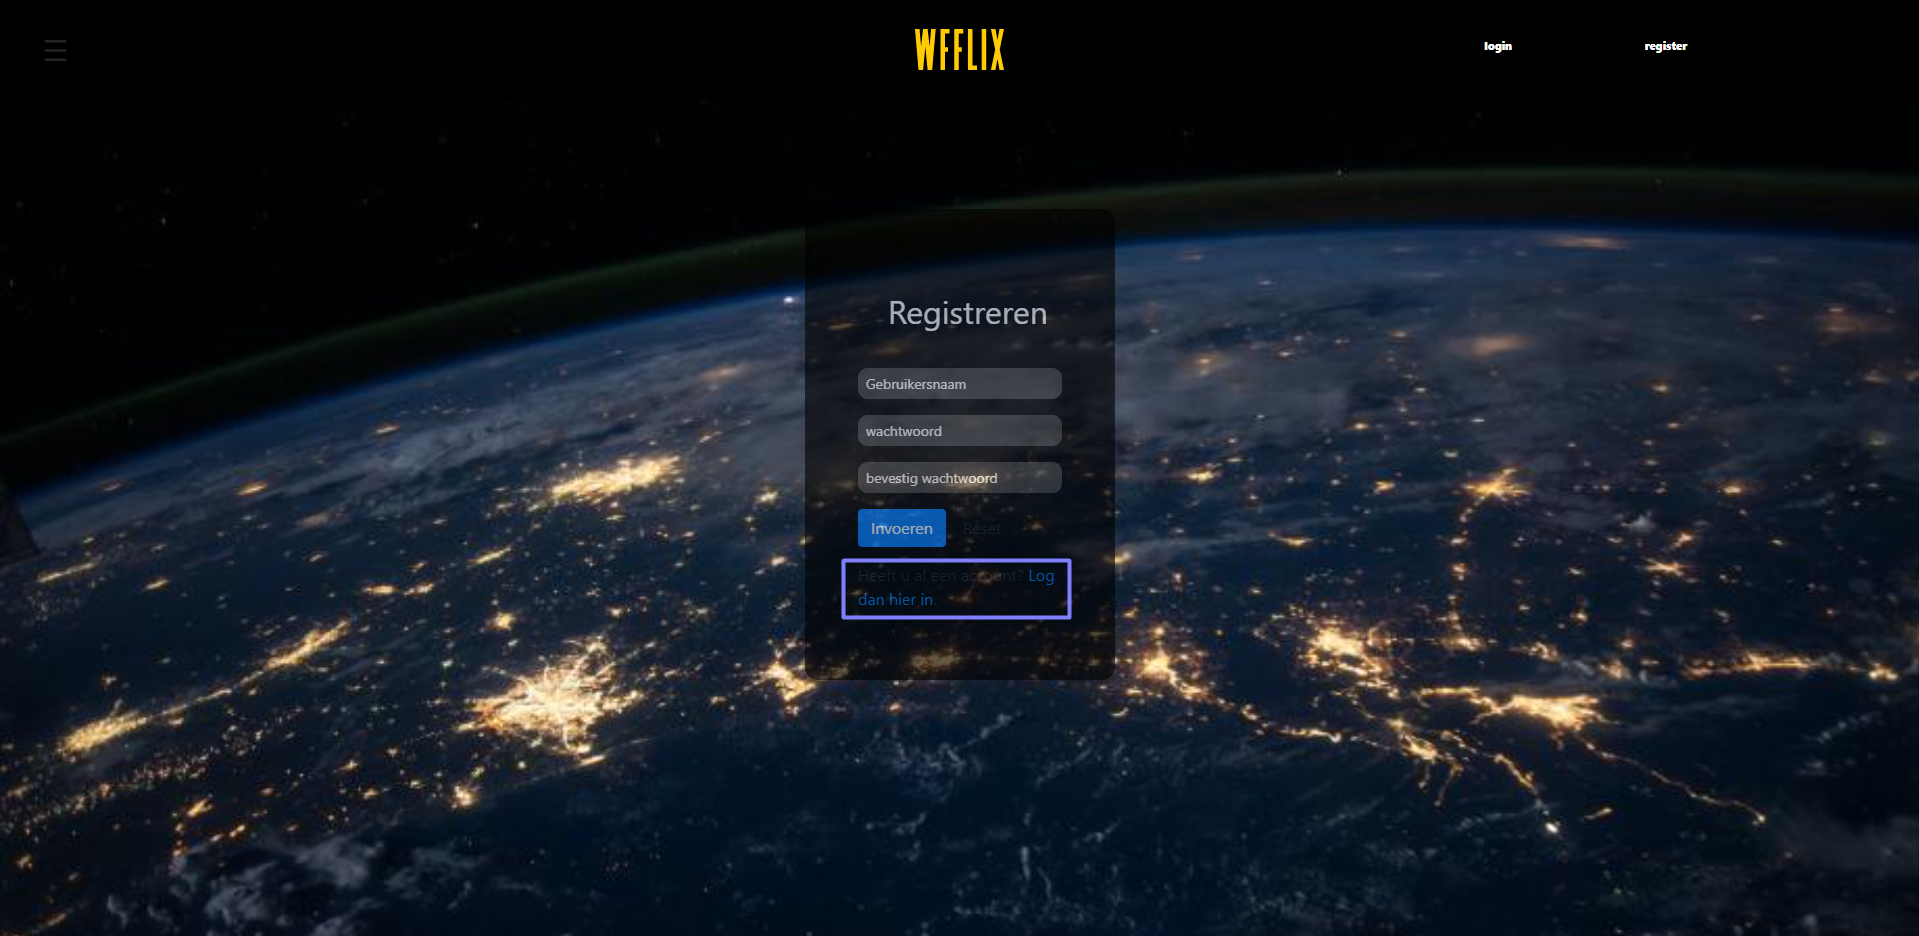 ☰
WFFLIX
login
register
Registreren
Gebruikersnaam
wachtwoord
bevestig wachtwoord
Invoeren
Reset
Heeft u al een account? Log
dan hier in